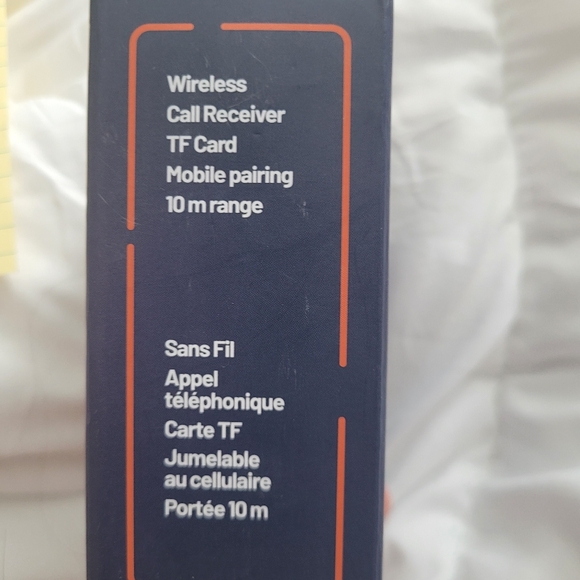 Wireless
Call Receiver
TF Card
Mobile pairing
10 m range
Sans Fil
Appel
téléphonique
Carte TF
Jumelable
au cellulaire
Portée 10 m